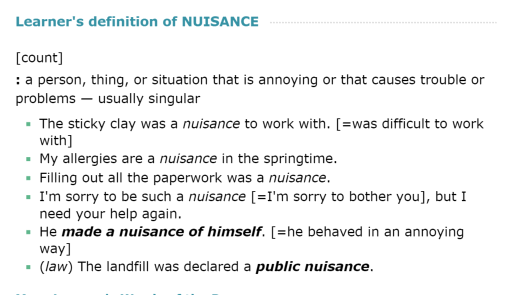 Learner's definition of NUISANCE
[count]
: a person, thing, or situation that is annoying or that causes trouble or
problems — usually singular
▪ The sticky clay was a nuisance to work with. [=was difficult to work
with]
▪ My allergies are a nuisance in the springtime.
▪ Filling out all the paperwork was a nuisance.
▪ I'm sorry to be such a nuisance [=I'm sorry to bother you], but I
need your help again.
▪ He made a nuisance of himself. [=he behaved in an annoying
way]
▪ (law) The landfill was declared a public nuisance.